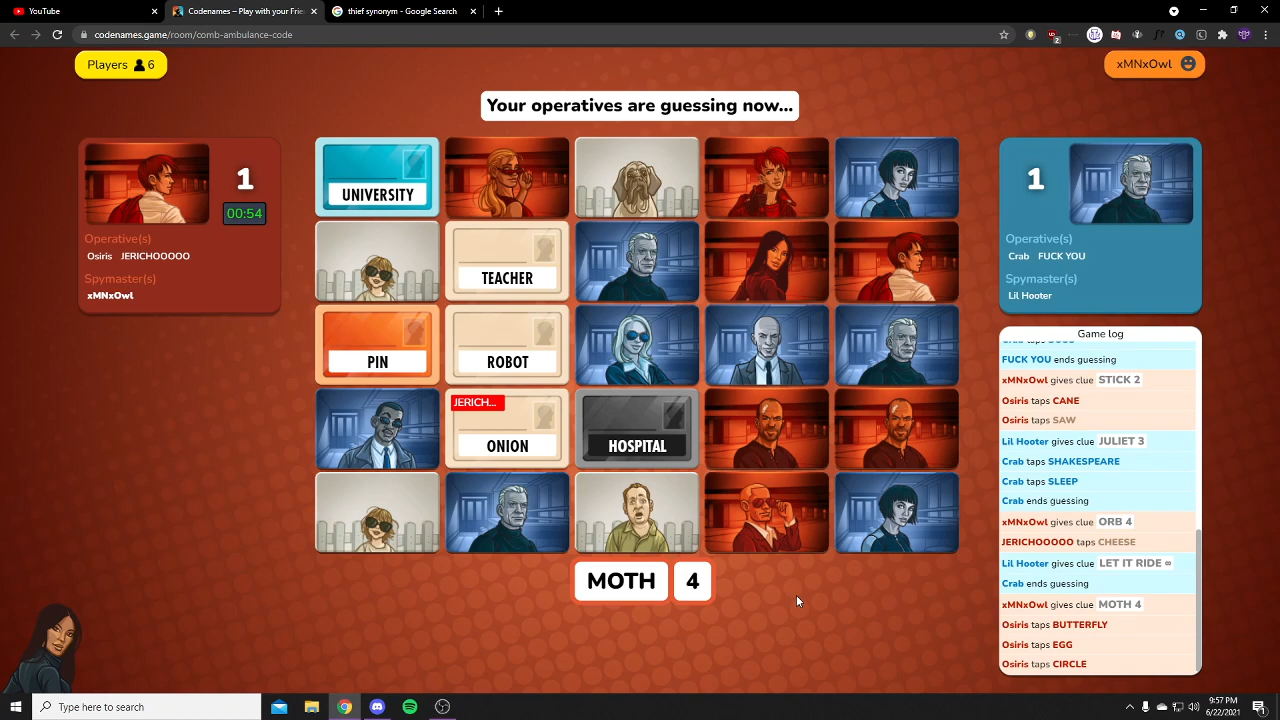 YouTube
Codenames – Play with your Frie
theif synonym - Google Search
codenames.game/room/comb-ambulance-code
Players 6
xMNxOwl
Your operatives are guessing now...
1
00:54
Operative(s)
Osiris JERICHOOOOO
Spymaster(s)
xMNxOwl
UNIVERSITY
TEACHER
PIN
ROBOT
JERICH...
ONION
HOSPITAL
MOTH 4
1
Operative(s)
Crab FUCK YOU
Spymaster(s)
Lil Hooter
Game log
FUCK YOU ends guessing
xMNxOwl gives clue STICK 2
Osiris taps CANE
Osiris taps SAW
Lil Hooter gives clue JULIET 3
Crab taps SHAKESPEARE
Crab taps SLEEP
Crab ends guessing
xMNxOwl gives clue ORB 4
JERICHOOOOO taps CHEESE
Lil Hooter gives clue LET IT RIDE ∞
Crab ends guessing
xMNxOwl gives clue MOTH 4
Osiris taps BUTTERFLY
Osiris taps EGG
Osiris taps CIRCLE
Type here to search
9:57 PM
6/22/2021